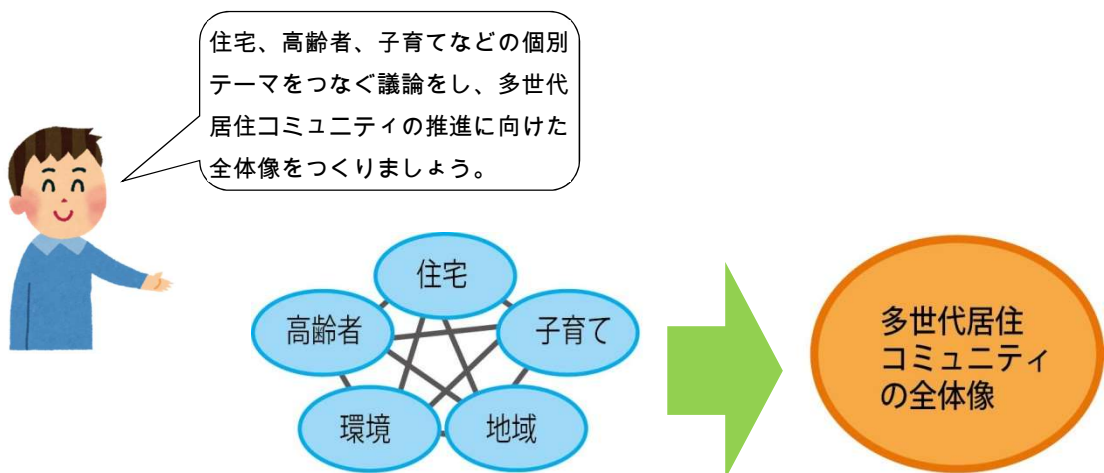 住宅、高齢者、子育てなどの個別
テーマをつなぐ議論をし、多世代
居住コミュニティの推進に向けた
全体像をつくりましょう。
住宅
高齢者
子育て
環境
地域
多世代居住
コミュニティ
の全体像